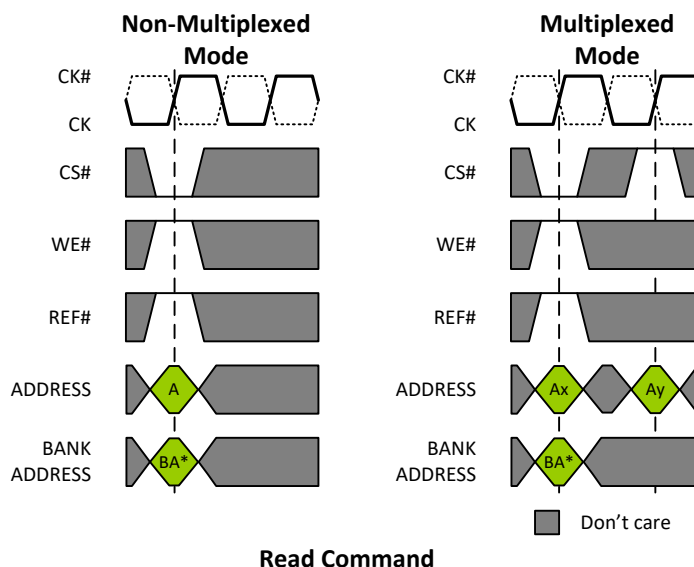 Non-Multiplexed
Mode
CK#
CK
CS#
WE#
REF#
ADDRESS
A
BANK
ADDRESS
BA*
Multiplexed
Mode
CK#
CK
CS#
WE#
REF#
ADDRESS
Ax
Ay
BANK
ADDRESS
BA*
Don't care
Read Command